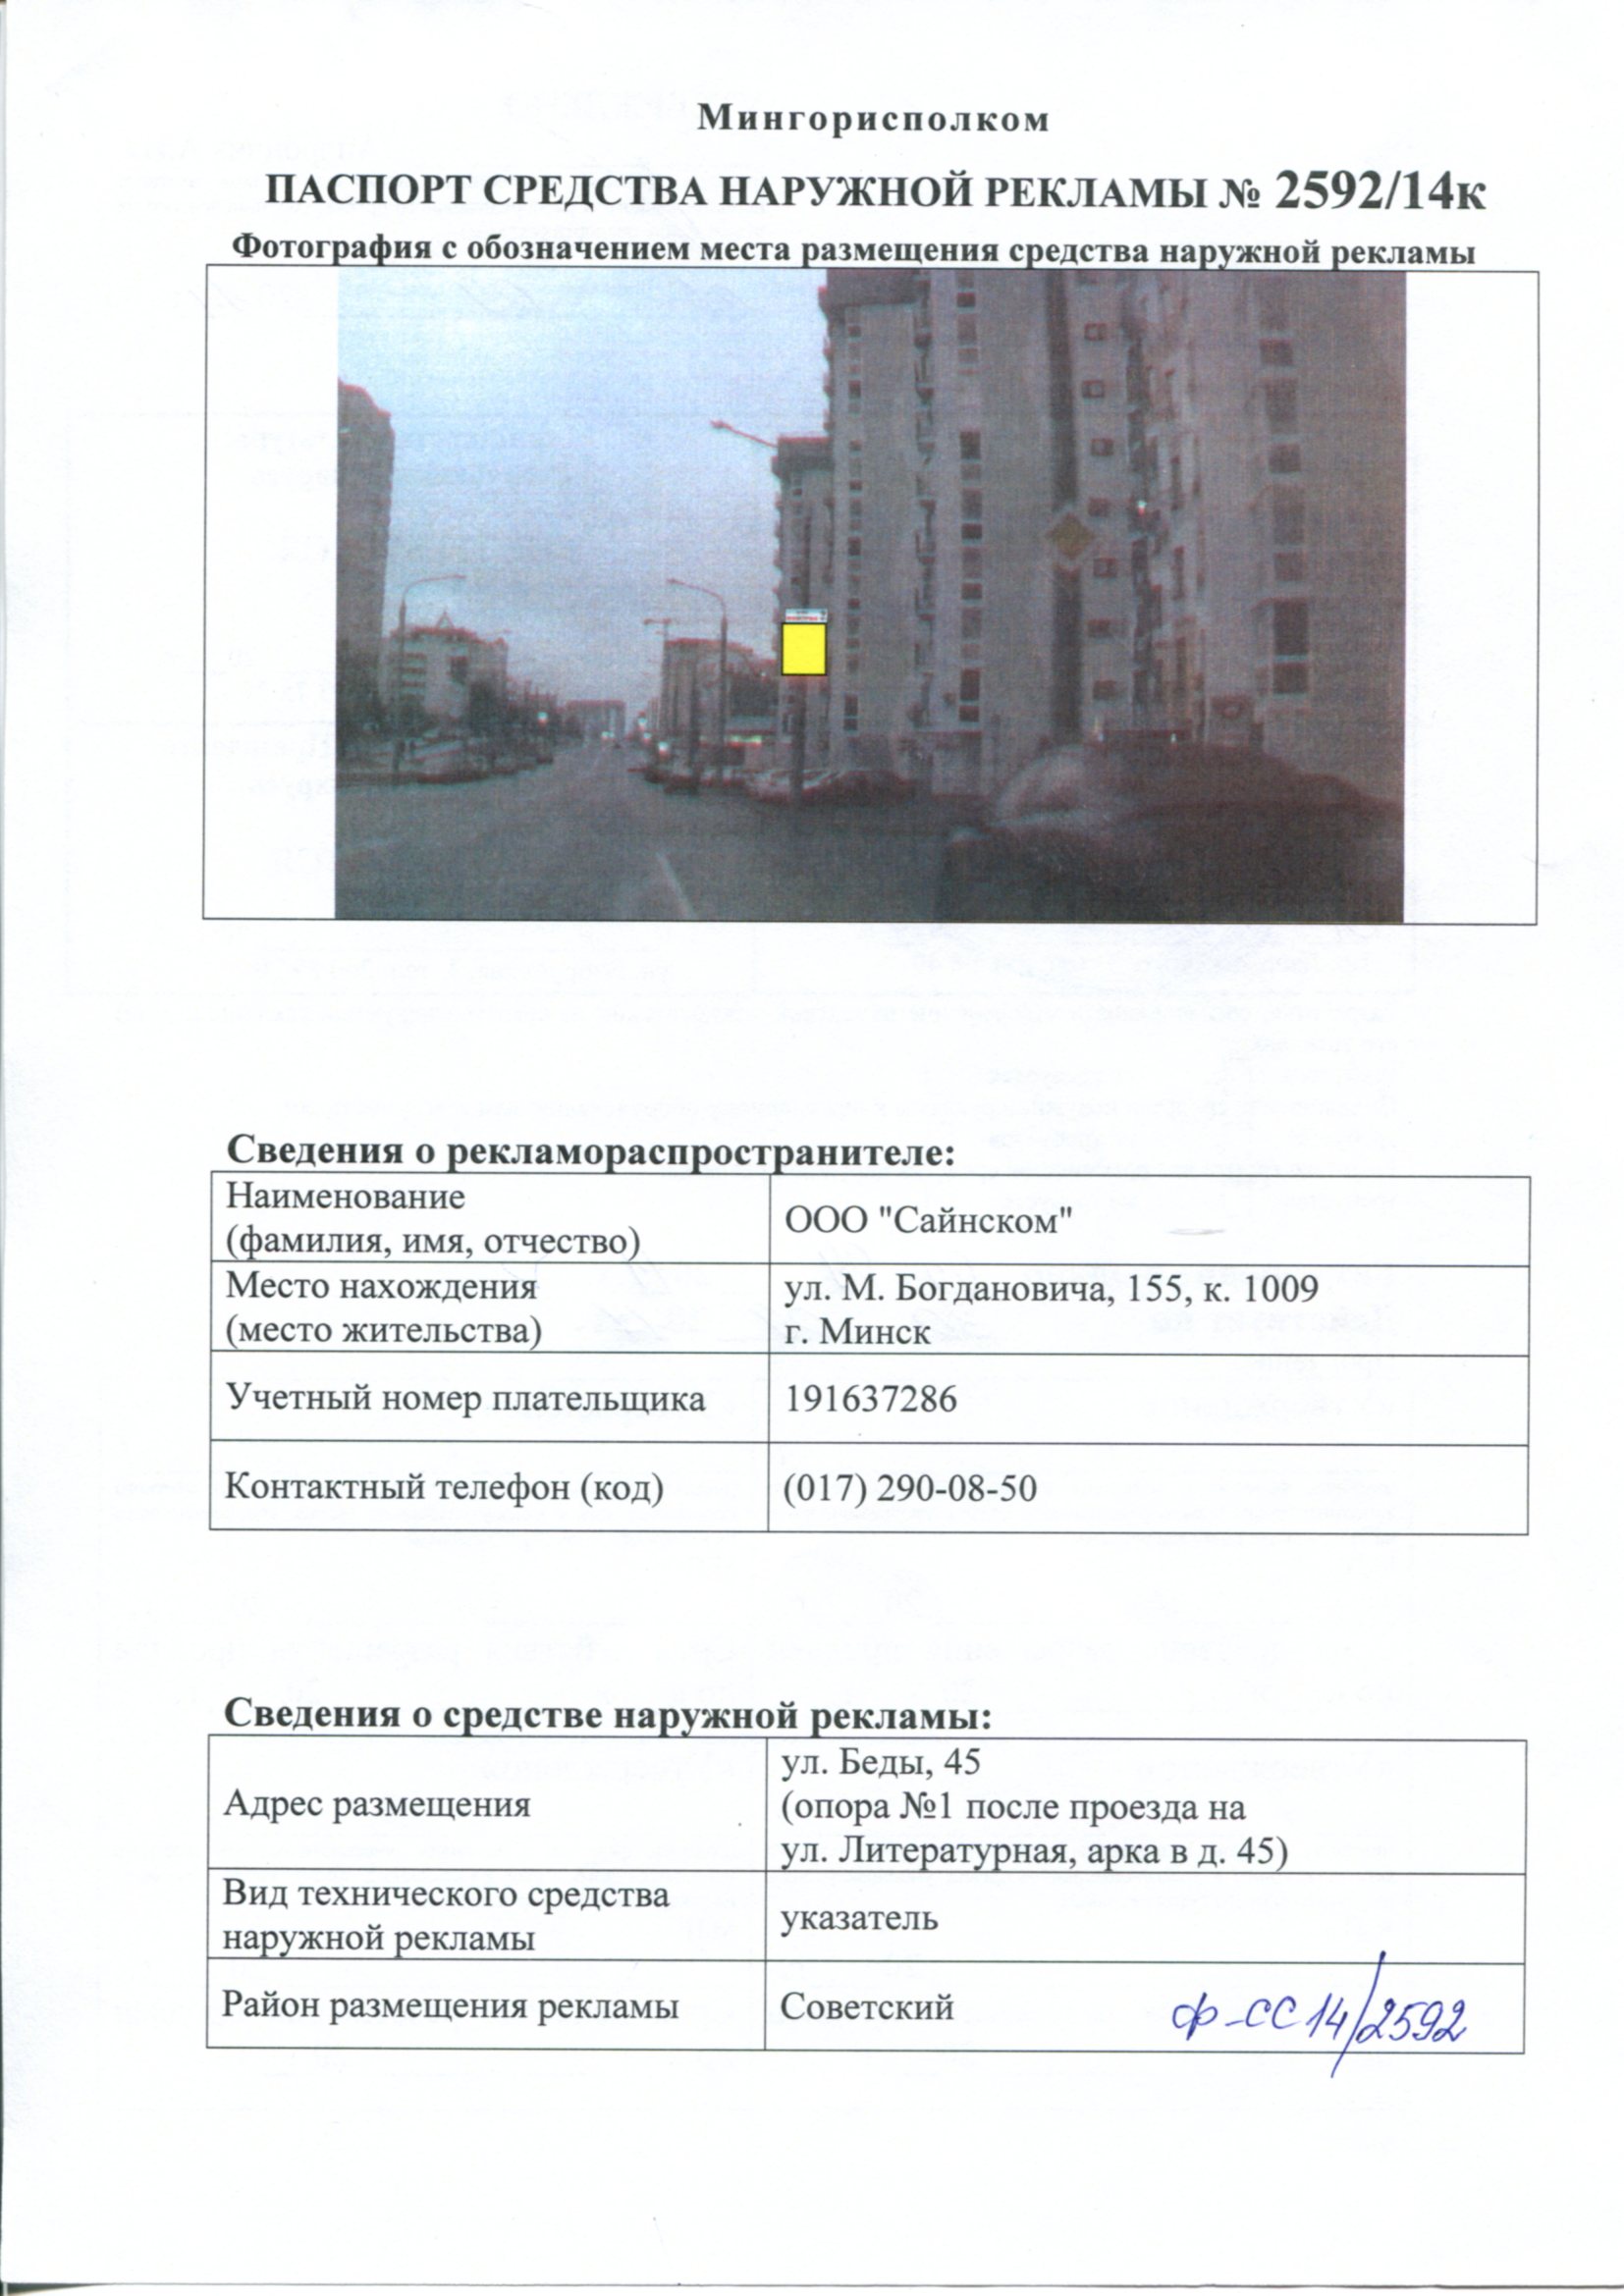 Мингорисполком
ПАСПОРТ СРЕДСТВА НАРУЖНОЙ РЕКЛАМЫ № 2592/14к
Фотография с обозначением места размещения средства наружной рекламы
Сведения о рекламораспространителе:
Наименование
(фамилия, имя, отчество)
ООО "Сайнском"
Место нахождения
(место жительства)
ул. М. Богдановича, 155, к. 1009
г. Минск
Учетный номер плательщика
191637286
Контактный телефон (код)
(017) 290-08-50
Сведения о средстве наружной рекламы:
Адрес размещения
ул. Беды, 45
(опора №1 после проезда на
ул. Литературная, арка в д. 45)
Вид технического средства
наружной рекламы
указатель
Район размещения рекламы
Советский
ф-СС14/2592